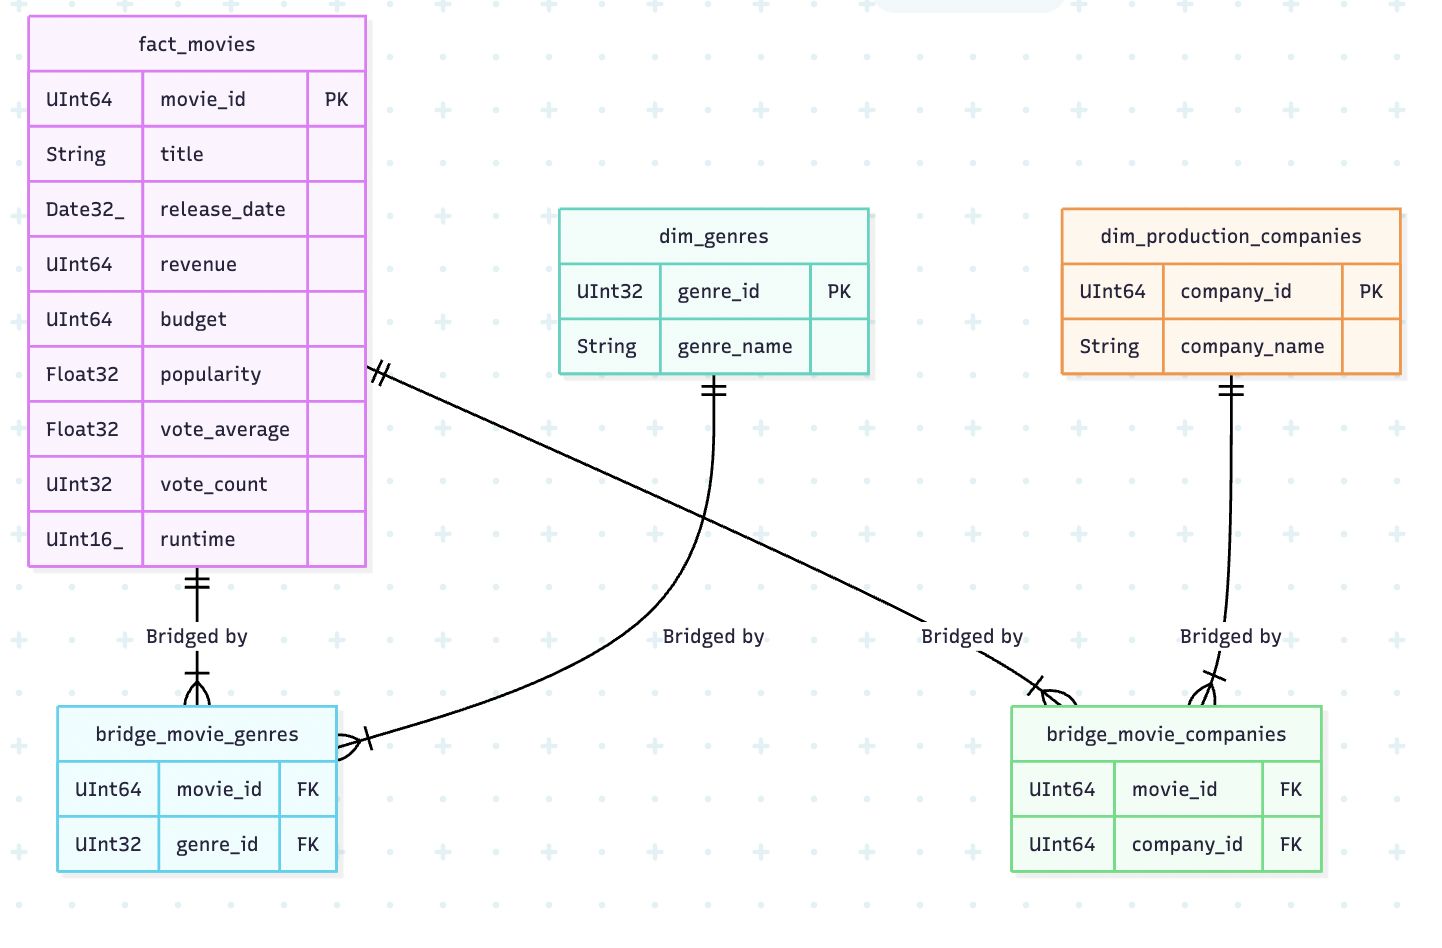 fact_movies
UInt64 movie_id PK
String title
Date32_ release_date
UInt64 revenue
UInt64 budget
Float32 popularity
Float32 vote_average
UInt32 vote_count
UInt16_ runtime
dim_genres
UInt32 genre_id PK
String genre_name
dim_production_companies
UInt64 company_id PK
String company_name
Bridged by
Bridged by
Bridged by
Bridged by
bridge_movie_genres
UInt64 movie_id FK
UInt32 genre_id FK
bridge_movie_companies
UInt64 movie_id FK
UInt64 company_id FK